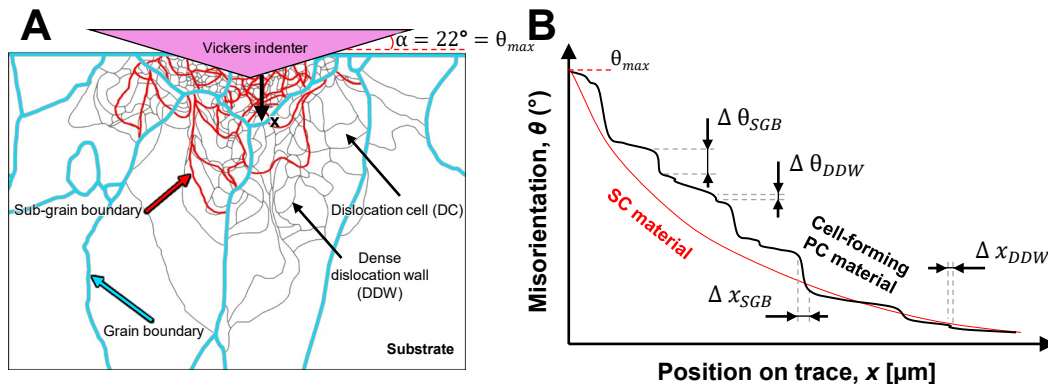 A
Vickers indenter
α = 22° = θmax
x
Sub-grain boundary
Dislocation cell (DC)
Dense
dislocation wall
(DDW)
Grain boundary
Substrate
B
Misorientation, θ (°)
θmax
Δ θSGB
Δ θDDW
SC material
Cell-forming
PC material
Δ xDDW
Δ xSGB
Position on trace, x [µm]